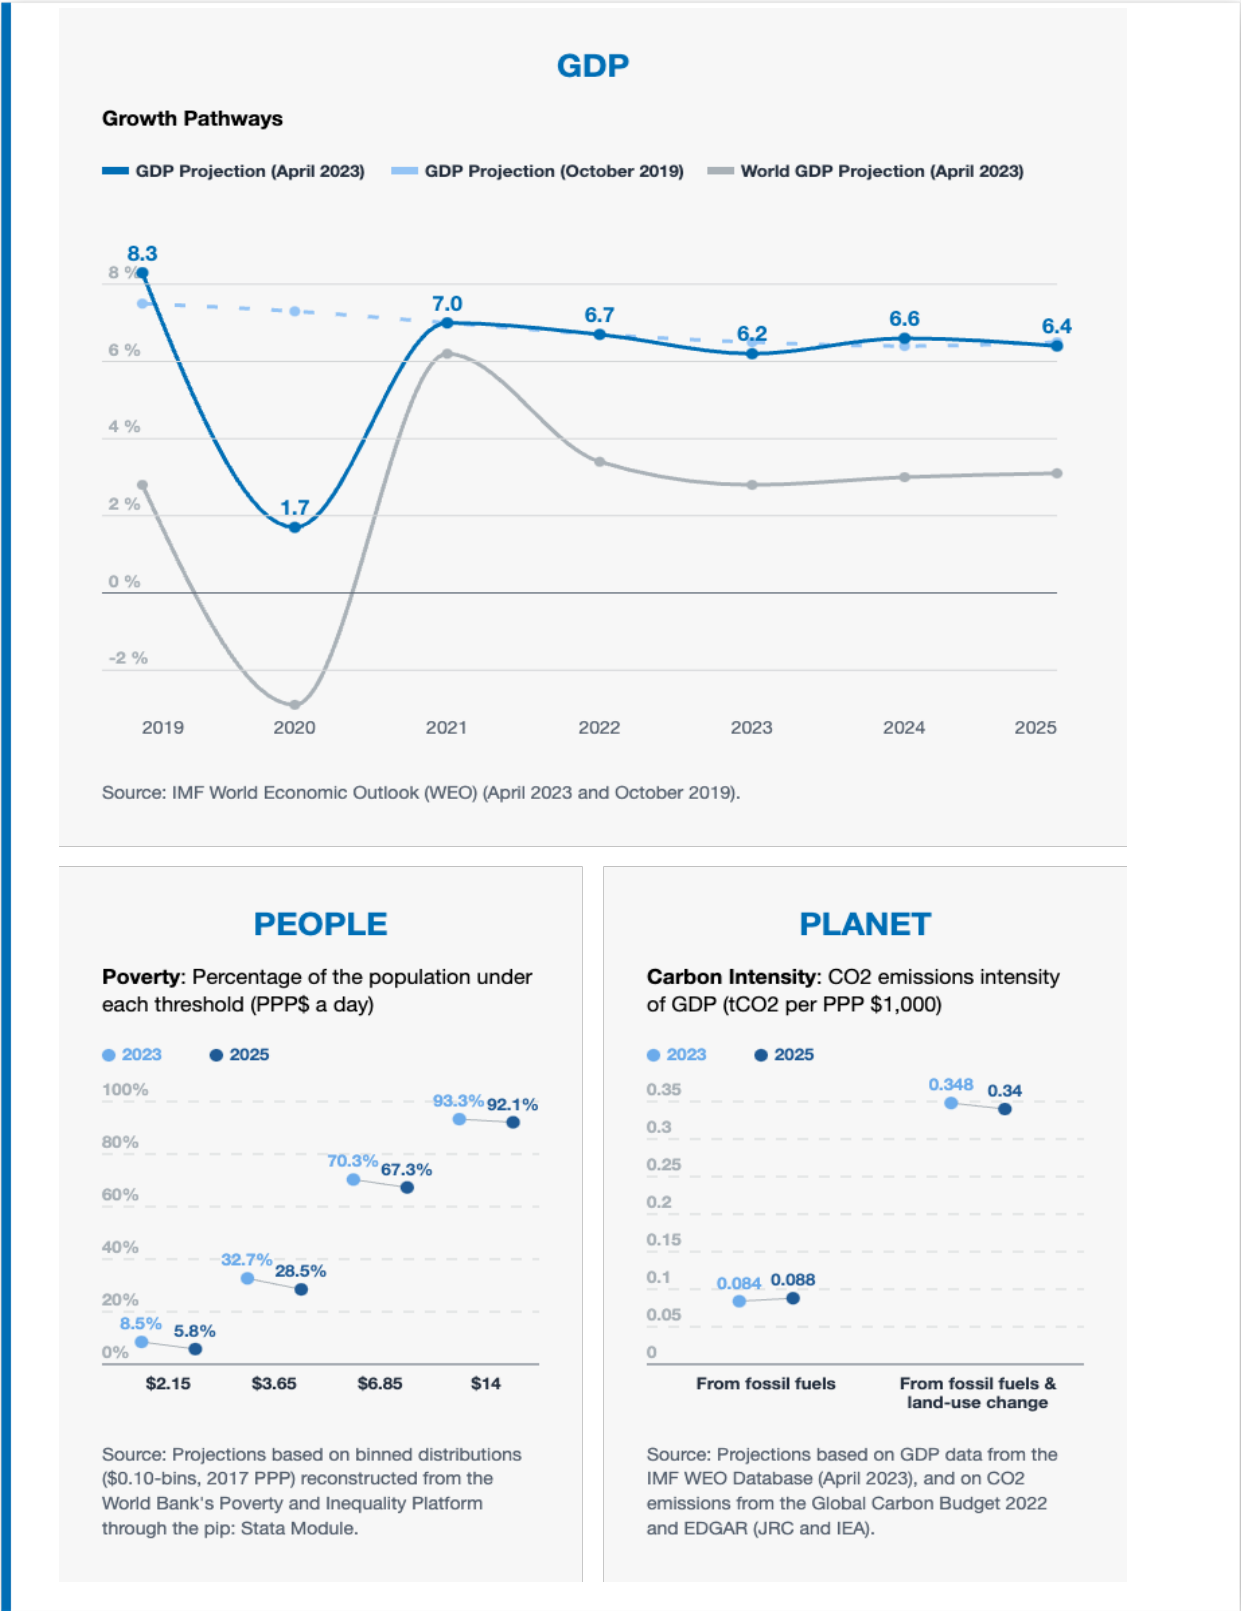 GDP
Growth Pathways
GDP Projection (April 2023) GDP Projection (October 2019) World GDP Projection (April 2023)
8.3
8 %
7.0
6.7
6.2
6.6
6.4
6 %
4 %
2 %
1.7
0 %
-2 %
2019 2020 2021 2022 2023 2024 2025
Source: IMF World Economic Outlook (WEO) (April 2023 and October 2019).
PEOPLE
Poverty: Percentage of the population under
each threshold (PPP$ a day)
2023 2025
100%
93.3% 92.1%
80%
70.3% 67.3%
60%
40%
32.7% 28.5%
20%
8.5% 5.8%
0%
$2.15 $3.65 $6.85 $14
Source: Projections based on binned distributions
($0.10-bins, 2017 PPP) reconstructed from the
World Bank's Poverty and Inequality Platform
through the pip: Stata Module.
PLANET
Carbon Intensity: CO2 emissions intensity
of GDP (tCO2 per PPP $1,000)
2023 2025
0.35
0.348 0.34
0.3
0.25
0.2
0.15
0.1
0.084 0.088
0.05
0
From fossil fuels
From fossil fuels &
land-use change
Source: Projections based on GDP data from the
IMF WEO Database (April 2023), and on CO2
emissions from the Global Carbon Budget 2022
and EDGAR (JRC and IEA).